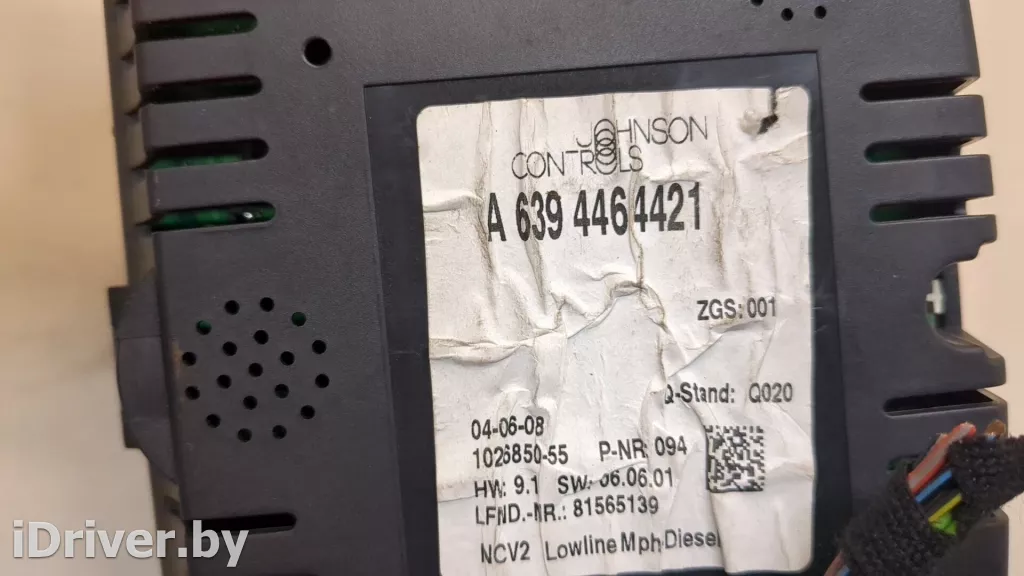 JOHNSON
CONTROLS
A 639 446 4421
ZGS: 001
Q-Stand: Q020
04-06-08
1026850-55 P-NR: 094
HW: 9.1 SW: 06.06.01
LFND.-NR.: 81565139
NCV2 Lowline Mph Diesel
iDriver.by